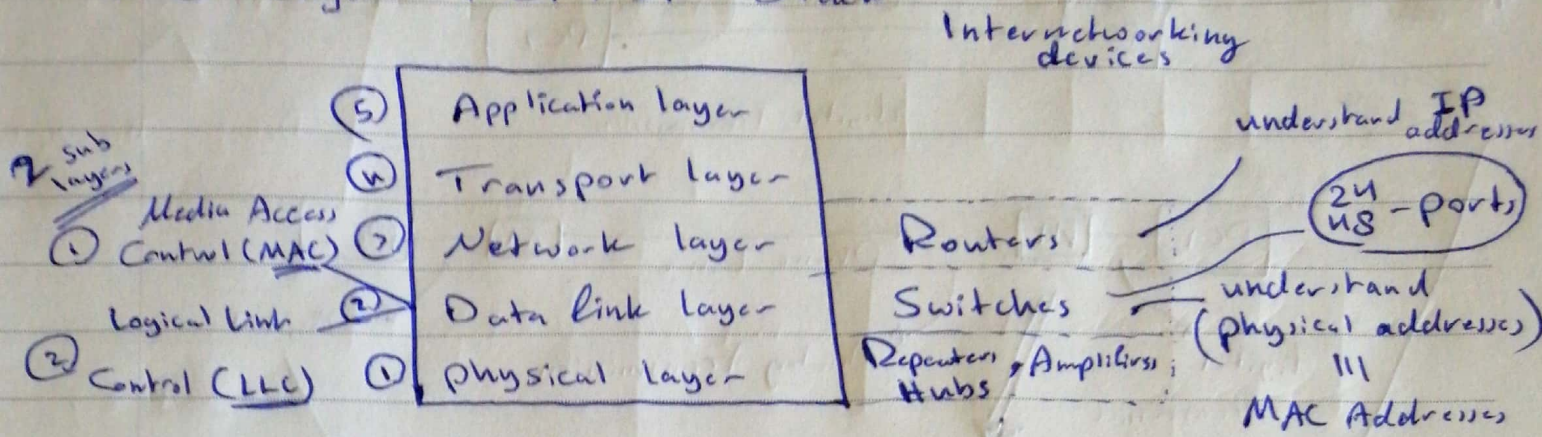 Internetworking
devices
⑤ Application layer
④ Transport layer
③ Network layer
② Data link layer
① physical layer
2 sub
layers
Media Access
① Control (MAC)
Logical Link
② Control (LLC)
Routers
Switches
Repeaters, Amplifiers
Hubs
understand IP
addresses
24
48 - ports
understand
(physical addresses)
MAC Addresses